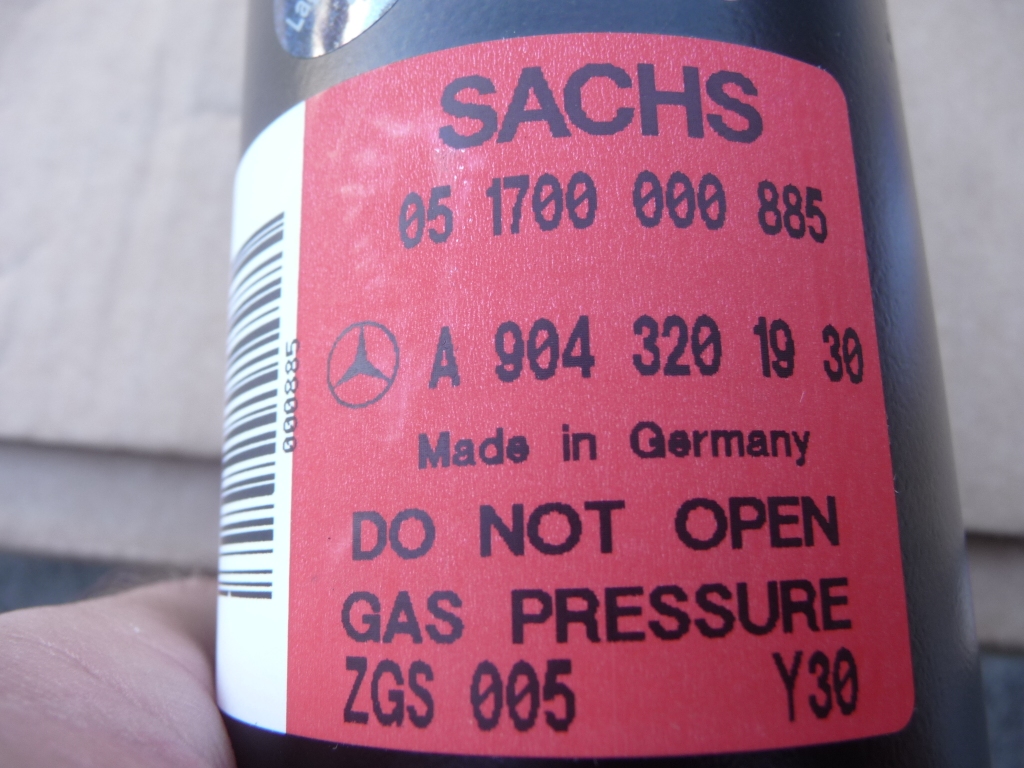 SACHS
05 1700 000 885
A 904 320 19 30
Made in Germany
DO NOT OPEN
GAS PRESSURE
ZGS 005 Y30
000885